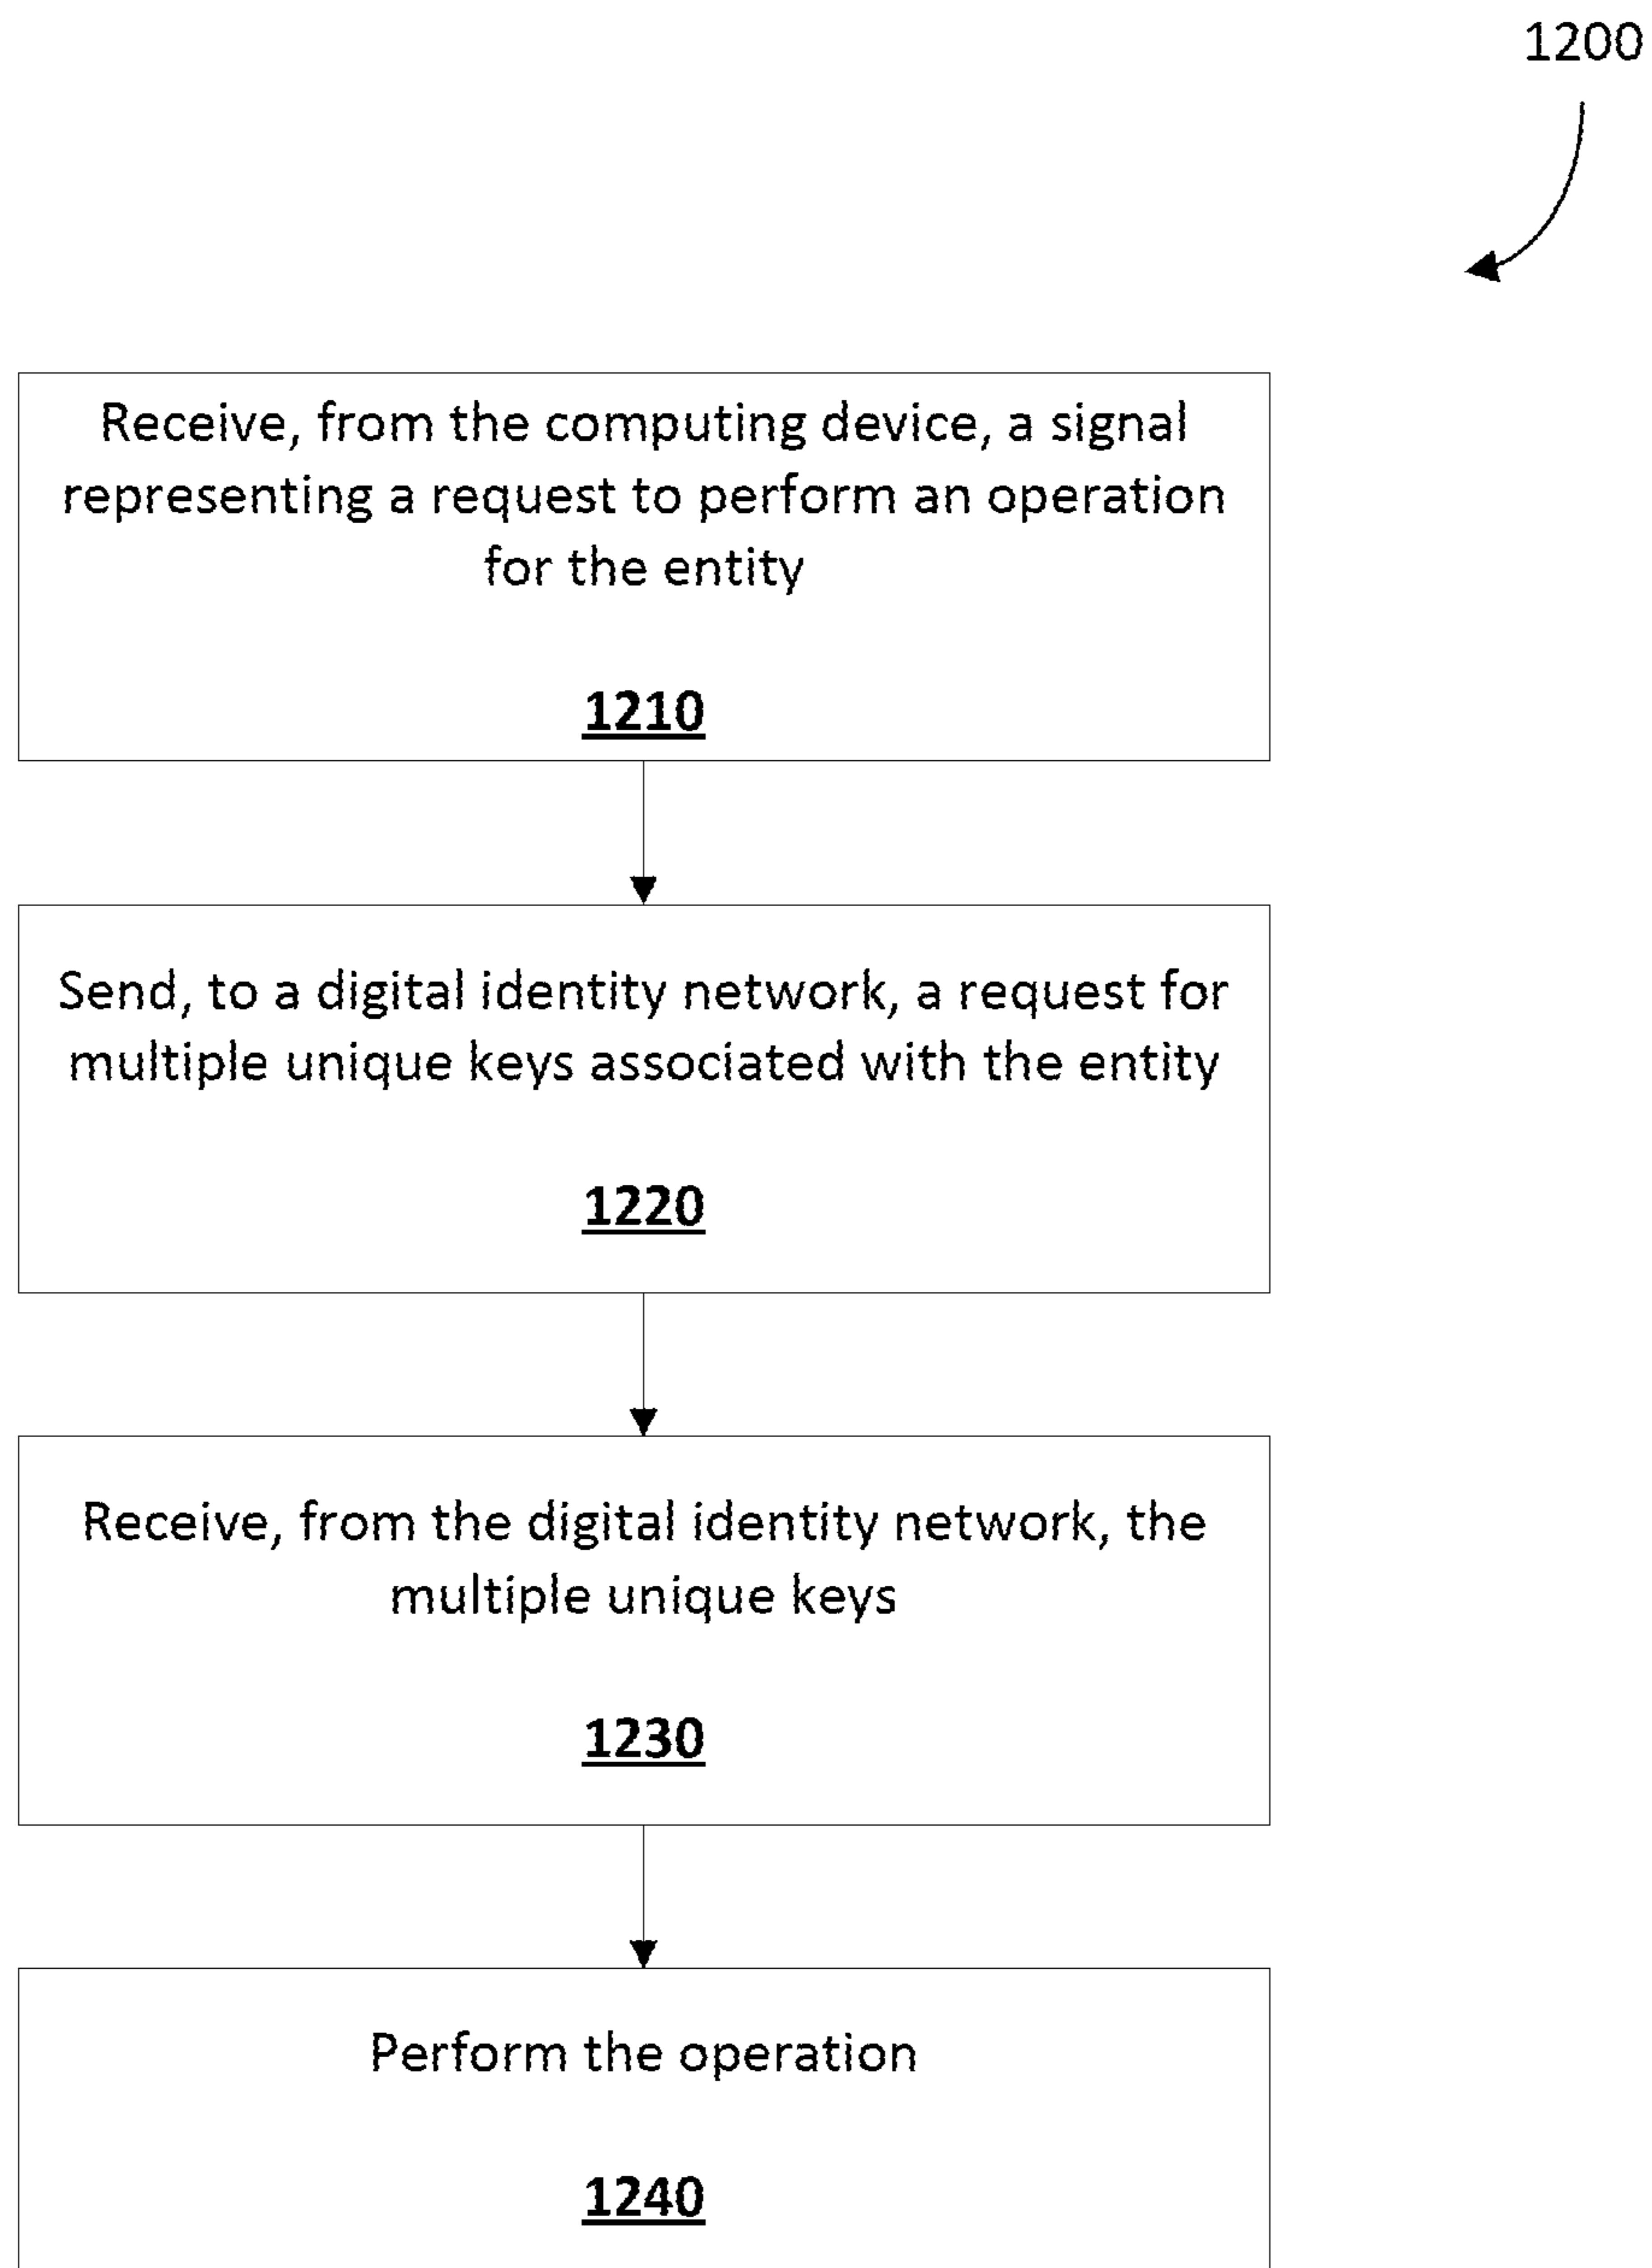 1200
Receive, from the computing device, a signal
representing a request to perform an operation
for the entity
1210
Send, to a digital identity network, a request for
multiple unique keys associated with the entity
1220
Receive, from the digital identity network, the
multiple unique keys
1230
Perform the operation
1240